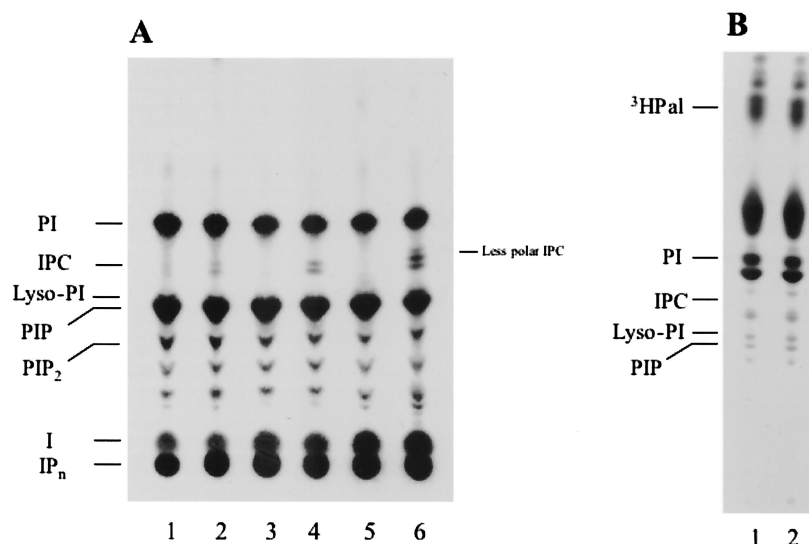 A
PI
IPC
Lyso-PI
PIP
PIP2
I
IPn
Less polar IPC
1 2 3 4 5 6
B
3HPal
PI
IPC
Lyso-PI
PIP
1 2